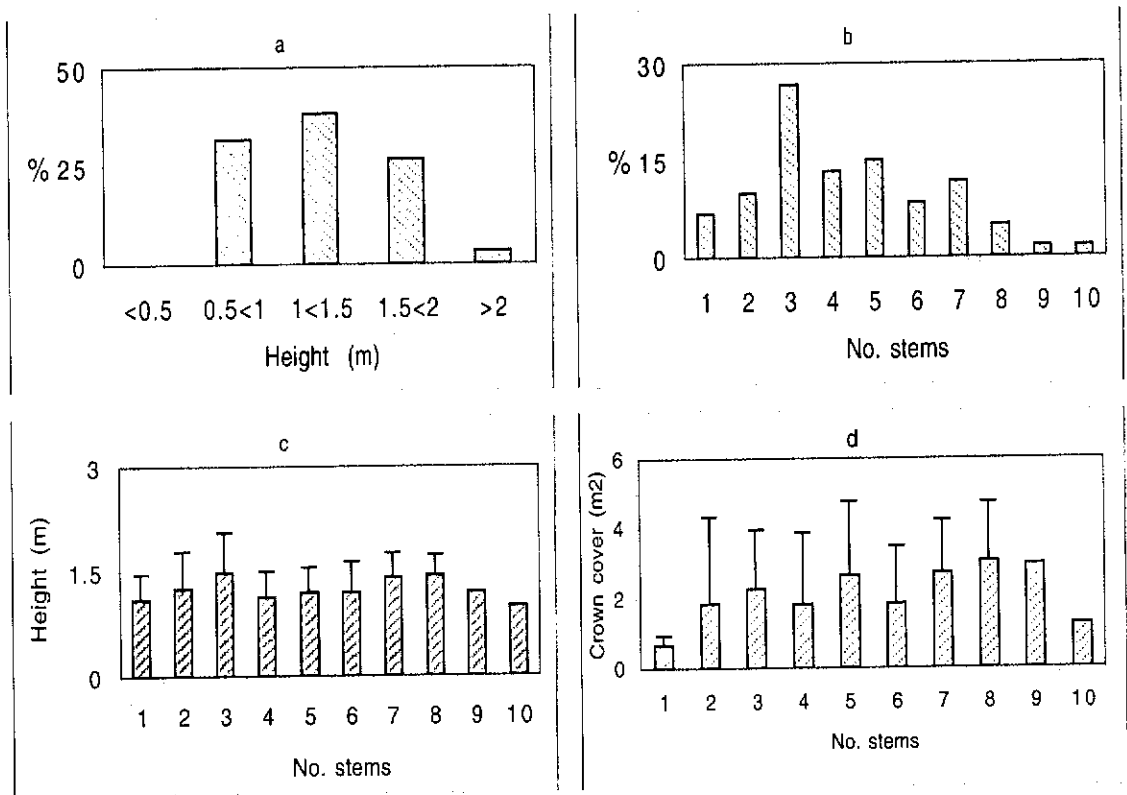 a
50
% 25
0
<0.5 0.5<1 1<1.5 1.5<2 >2
Height (m)
b
30
% 15
0
1 2 3 4 5 6 7 8 9 10
No. stems
c
3
Height (m)
1.5
0
1 2 3 4 5 6 7 8 9 10
No. stems
d
6
Crown cover (m2)
4
2
0
1 2 3 4 5 6 7 8 9 10
No. stems